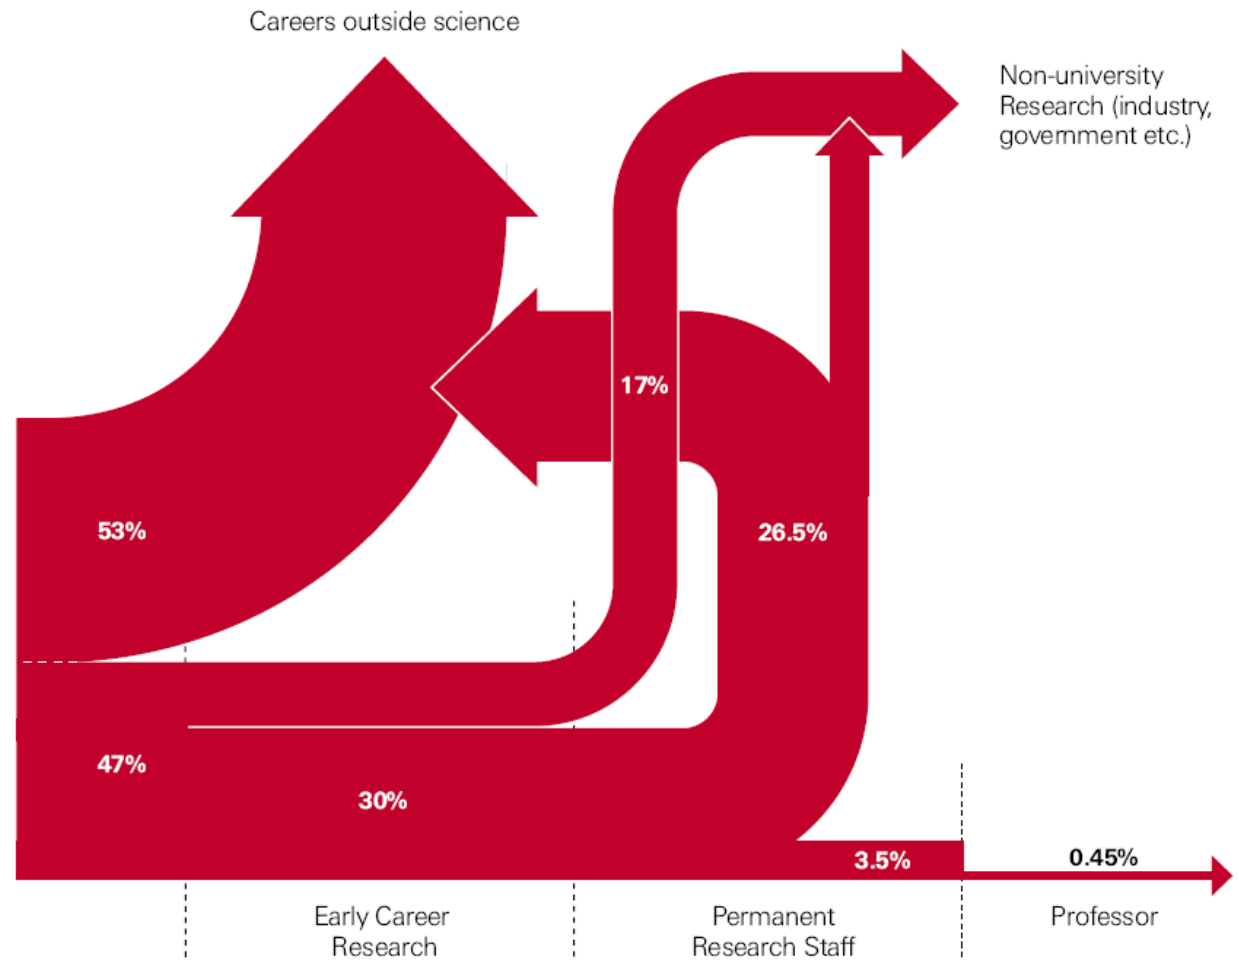 Careers outside science
Non-university
Research (industry,
government etc.)
17%
53%
26.5%
47%
30%
3.5%
0.45%
Early Career
Research
Permanent
Research Staff
Professor